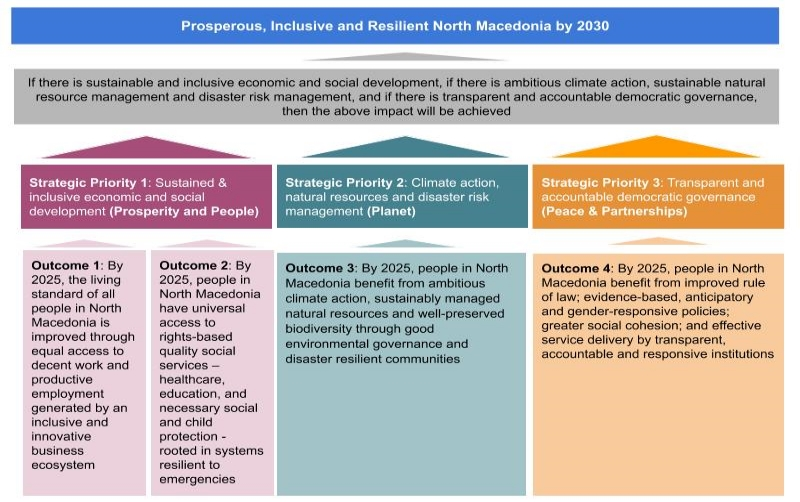 Prosperous, Inclusive and Resilient North Macedonia by 2030
If there is sustainable and inclusive economic and social development, if there is ambitious climate action, sustainable natural
resource management and disaster risk management, and if there is transparent and accountable democratic governance,
then the above impact will be achieved
Strategic Priority 1: Sustained &
inclusive economic and social
development (Prosperity and People)
Strategic Priority 2: Climate action,
natural resources and disaster risk
management (Planet)
Strategic Priority 3: Transparent and
accountable democratic governance
(Peace & Partnerships)
Outcome 1: By
2025, the living
standard of all
people in North
Macedonia is
improved through
equal access to
decent work and
productive
employment
generated by an
inclusive and
innovative
business
ecosystem
Outcome 2: By
2025, people in
North Macedonia
have universal
access to
rights-based
quality social
services –
healthcare,
education, and
necessary social
and child
protection -
rooted in systems
resilient to
emergencies
Outcome 3: By 2025, people in North
Macedonia benefit from ambitious
climate action, sustainably managed
natural resources and well-preserved
biodiversity through good
environmental governance and
disaster resilient communities
Outcome 4: By 2025, people in North
Macedonia benefit from improved rule
of law; evidence-based, anticipatory
and gender-responsive policies;
greater social cohesion; and effective
service delivery by transparent,
accountable and responsive institutions